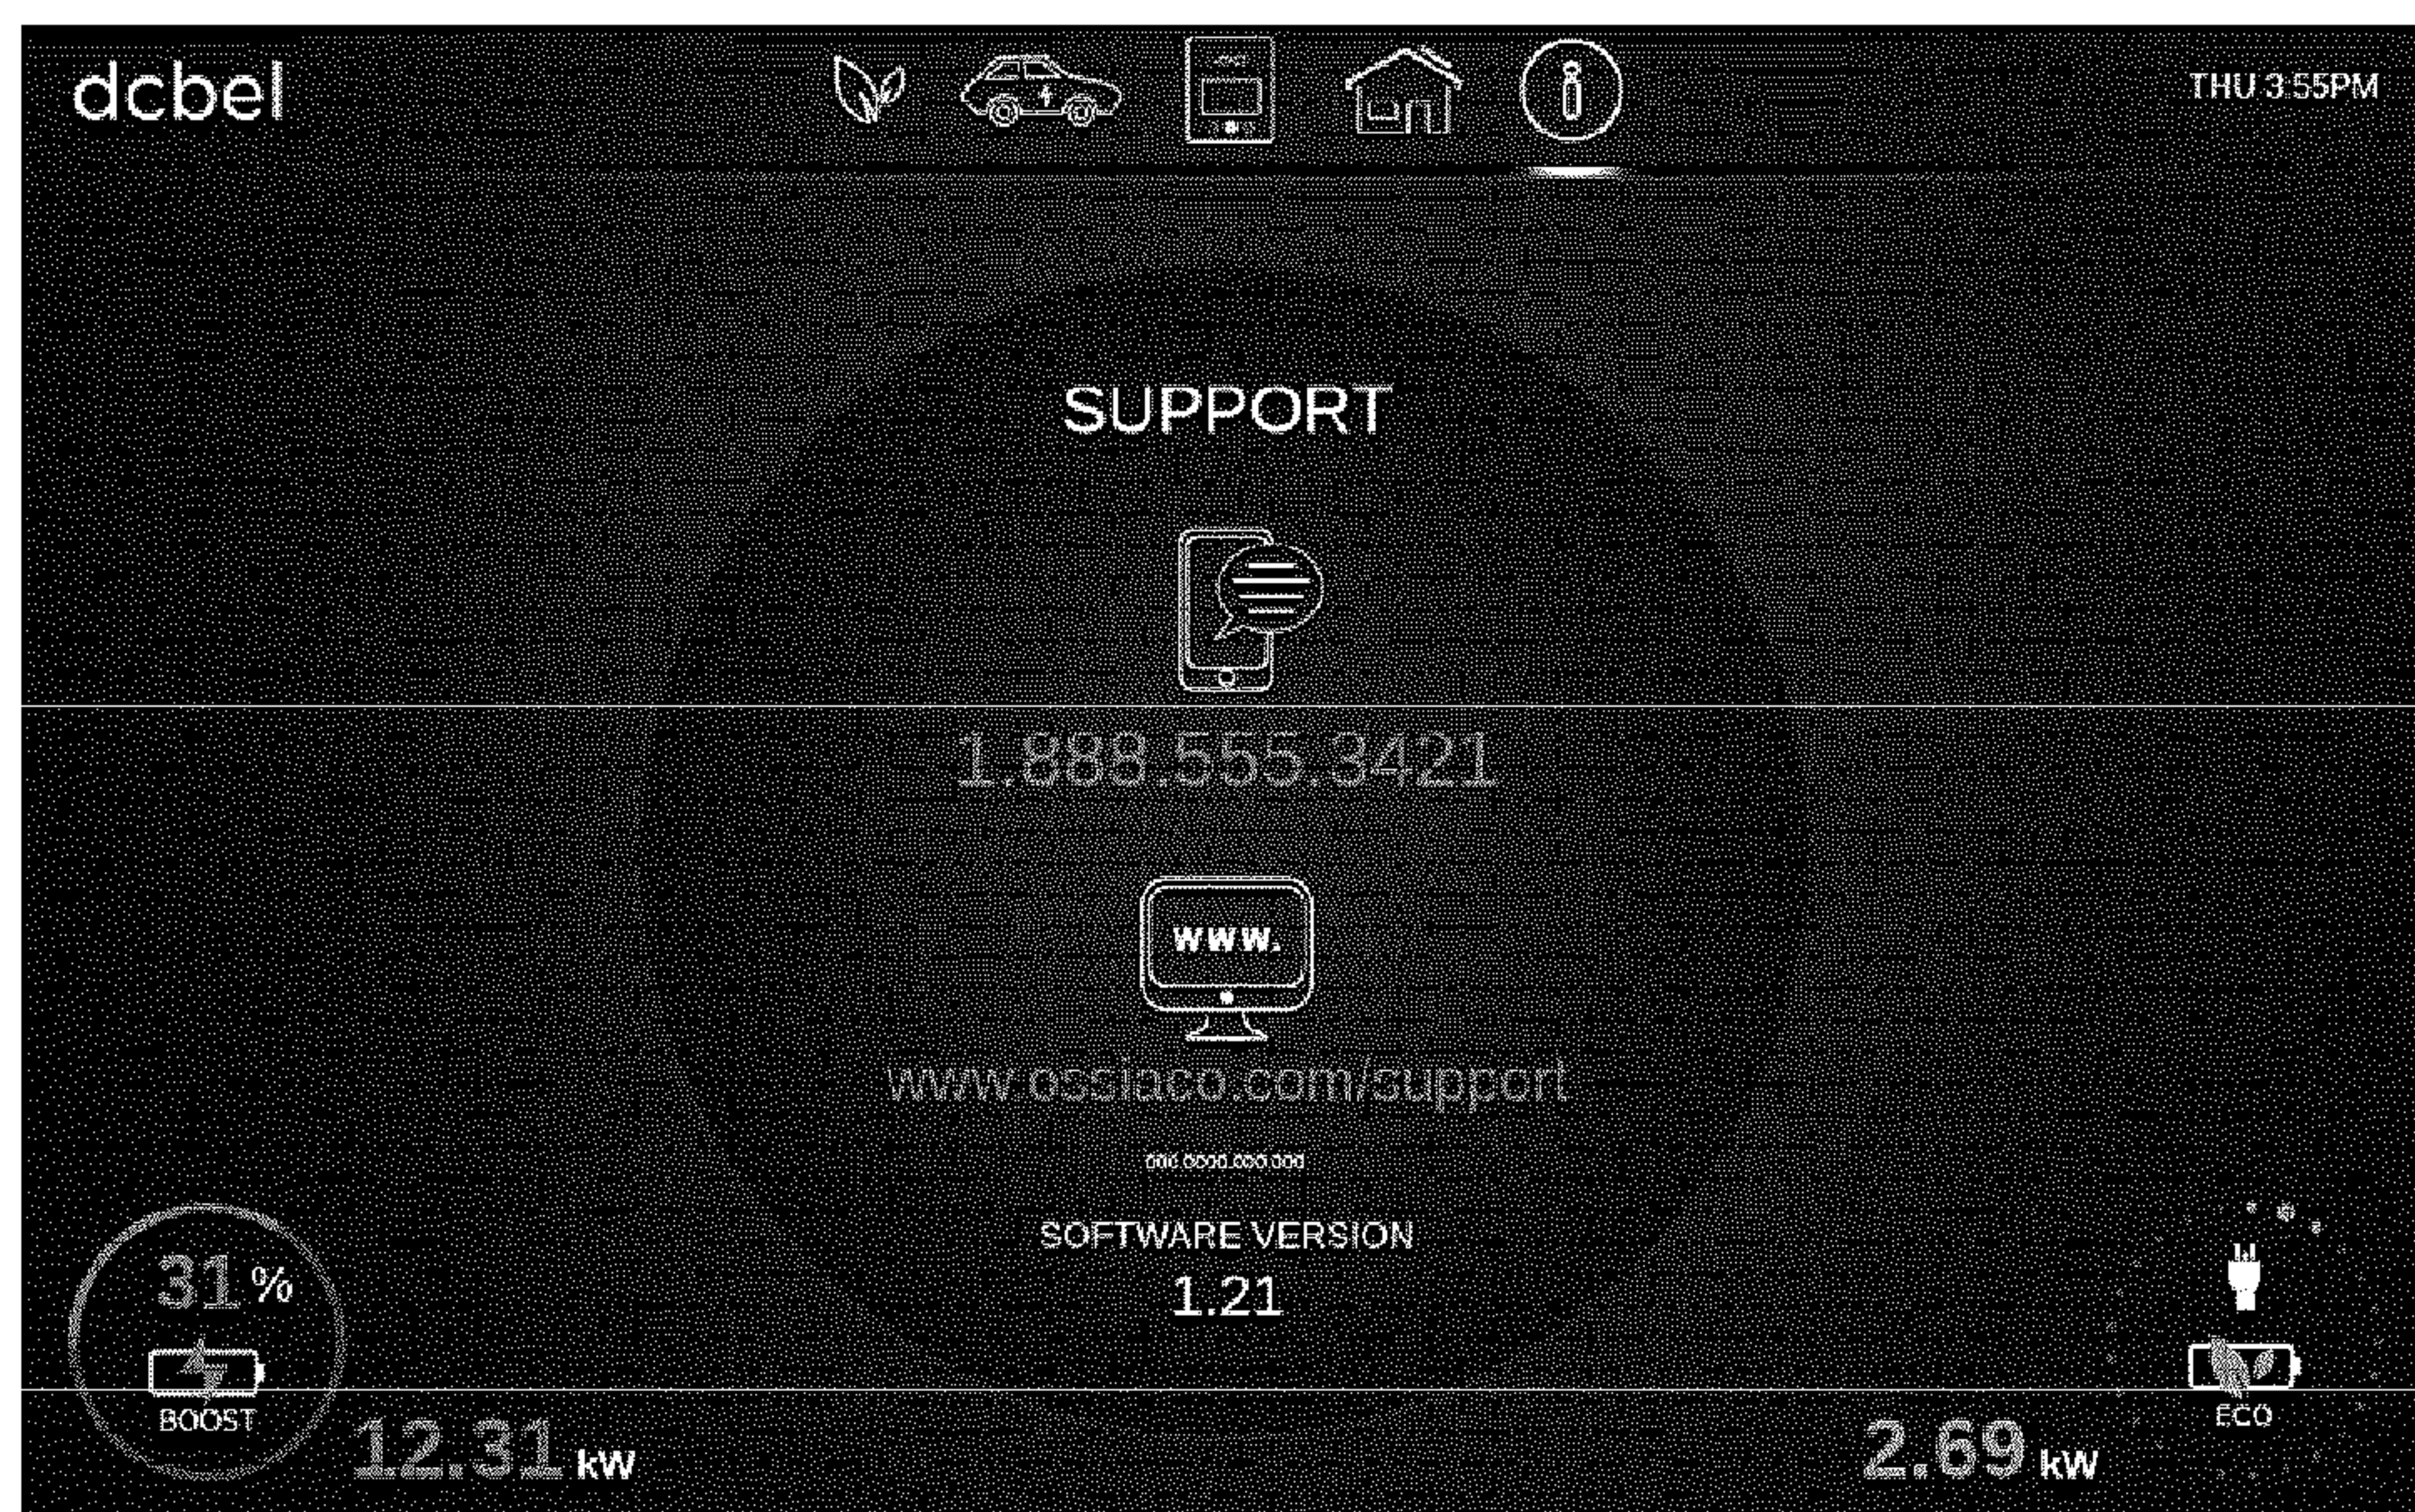 dcbel
THU 3:55PM
SUPPORT
1.888.555.3421
www.
www.ossiaco.com/support
SOFTWARE VERSION
1.21
31 %
BOOST
12.31 kW
ECO
2.69 kW